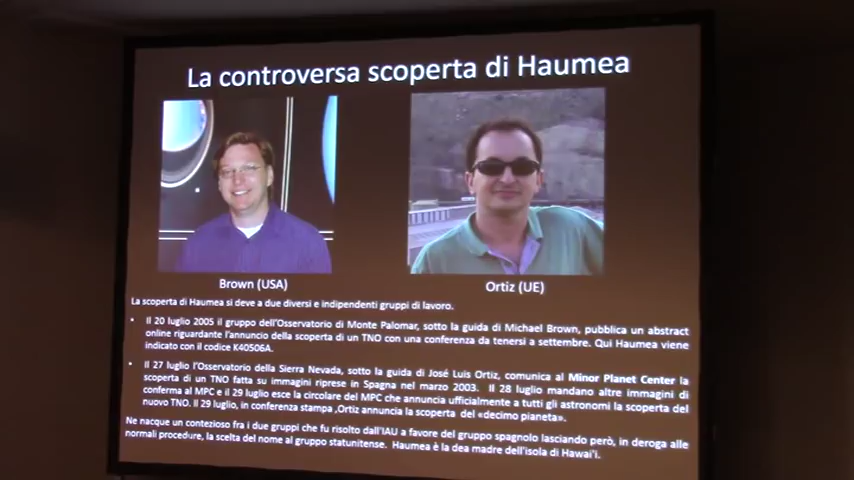 La controversa scoperta di Haumea
Brown (USA)
Ortiz (UE)
La scoperta di Haumea si deve a due diversi e indipendenti gruppi di lavoro.
• Il 20 luglio 2005 il gruppo dell'Osservatorio di Monte Palomar, sotto la guida di Michael Brown, pubblica un abstract
online riguardante l'annuncio della scoperta di un TNO con una conferenza da tenersi a settembre. Qui Haumea viene
indicato con il codice K40506A.
• Il 27 luglio l'Osservatorio della Sierra Nevada, sotto la guida di José Luis Ortiz, comunica al Minor Planet Center la
scoperta di un TNO fatta su immagini riprese in Spagna nel marzo 2003. Il 28 luglio mandano altre immagini di
conferma al MPC e il 29 luglio esce la circolare del MPC che annuncia ufficialmente a tutti gli astronomi la scoperta del
nuovo TNO. Il 29 luglio, in conferenza stampa ,Ortiz annuncia la scoperta del «decimo pianeta».
Ne nacque un contezioso fra i due gruppi che fu risolto dall'IAU a favore del gruppo spagnolo lasciando però, in deroga alle
normali procedure, la scelta del nome al gruppo statunitense. Haumea è la dea madre dell'isola di Hawai'i.